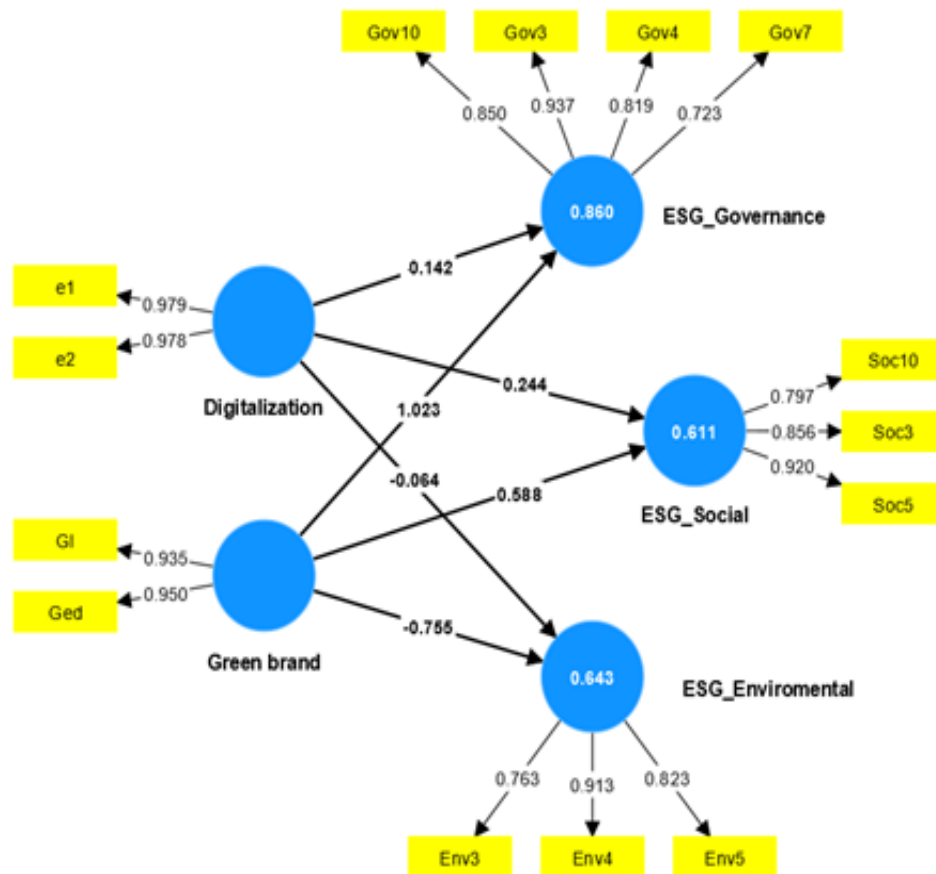 Gov10
Gov3
Gov4
Gov7
0.850
0.937
0.819
0.723
0.860
ESG_Governance
-0.142
e1
0.979
e2
0.978
Digitalization
0.244
1.023
-0.064
0.611
ESG_Social
Soc10
0.797
Soc3
0.856
Soc5
0.920
0.588
GI
0.935
Ged
0.950
Green brand
-0.755
0.643
ESG_Enviromental
0.763
0.913
0.823
Env3
Env4
Env5